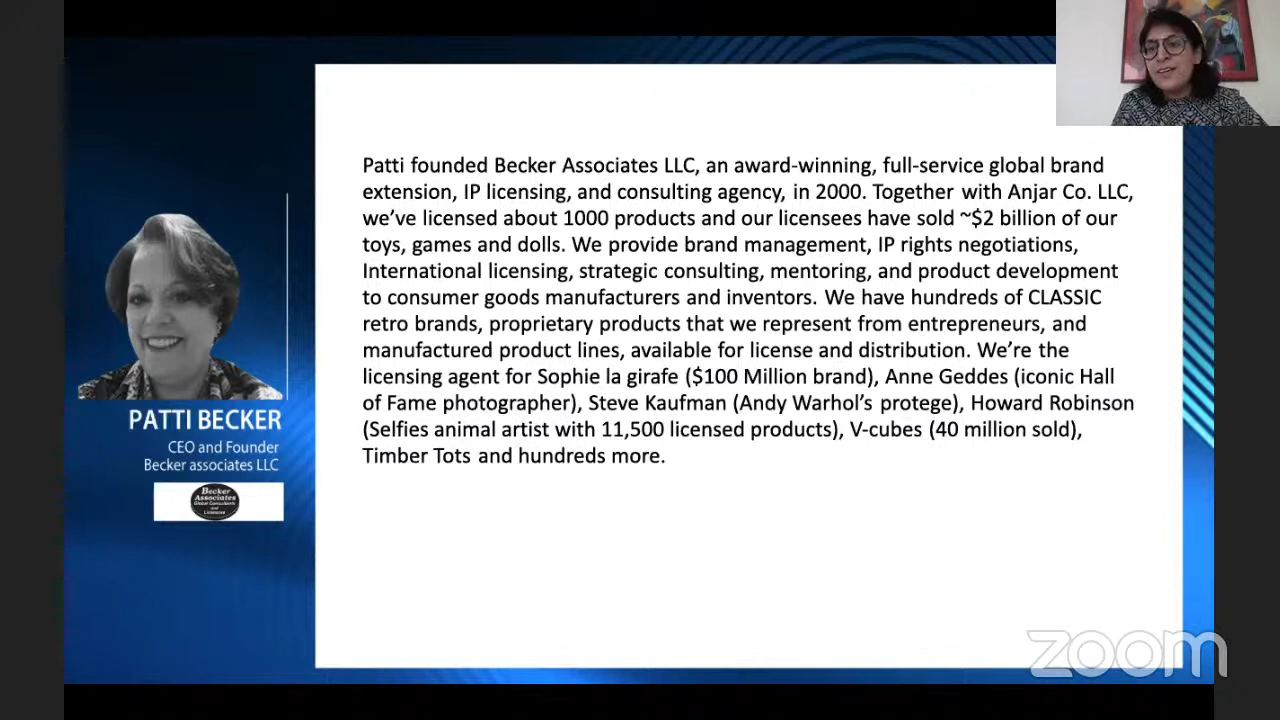 Patti founded Becker Associates LLC, an award-winning, full-service global brand
extension, IP licensing, and consulting agency, in 2000. Together with Anjar Co. LLC,
we’ve licensed about 1000 products and our licensees have sold ~$2 billion of our
toys, games and dolls. We provide brand management, IP rights negotiations,
International licensing, strategic consulting, mentoring, and product development
to consumer goods manufacturers and inventors. We have hundreds of CLASSIC
retro brands, proprietary products that we represent from entrepreneurs, and
manufactured product lines, available for license and distribution. We’re the
licensing agent for Sophie la girafe ($100 Million brand), Anne Geddes (iconic Hall
of Fame photographer), Steve Kaufman (Andy Warhol’s protege), Howard Robinson
(Selfies animal artist with 11,500 licensed products), V-cubes (40 million sold),
Timber Tots and hundreds more.
PATTI BECKER
CEO and Founder
Becker associates LLC
Becker
Associates
Global Consultants
and
Licensing
zoom